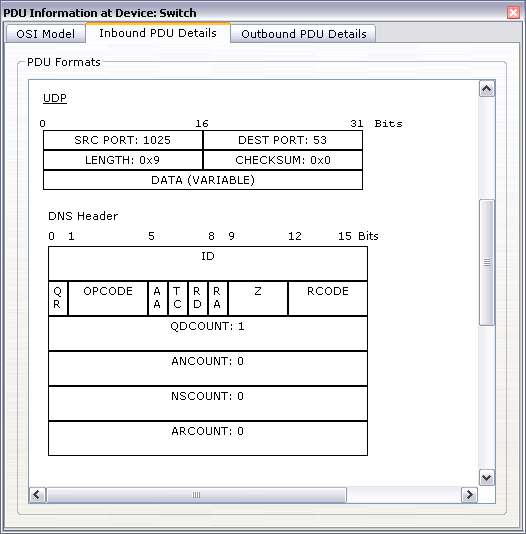 PDU Information at Device: Switch
OSI Model Inbound PDU Details Outbound PDU Details
PDU Formats
UDP
0 16 31 Bits
SRC PORT: 1025 DEST PORT: 53
LENGTH: 0x9 CHECKSUM: 0x0
DATA (VARIABLE)
DNS Header
0 1 5 8 9 12 15 Bits
ID
QR OPCODE AA TC RD RA Z RCODE
QDCOUNT: 1
ANCOUNT: 0
NSCOUNT: 0
ARCOUNT: 0